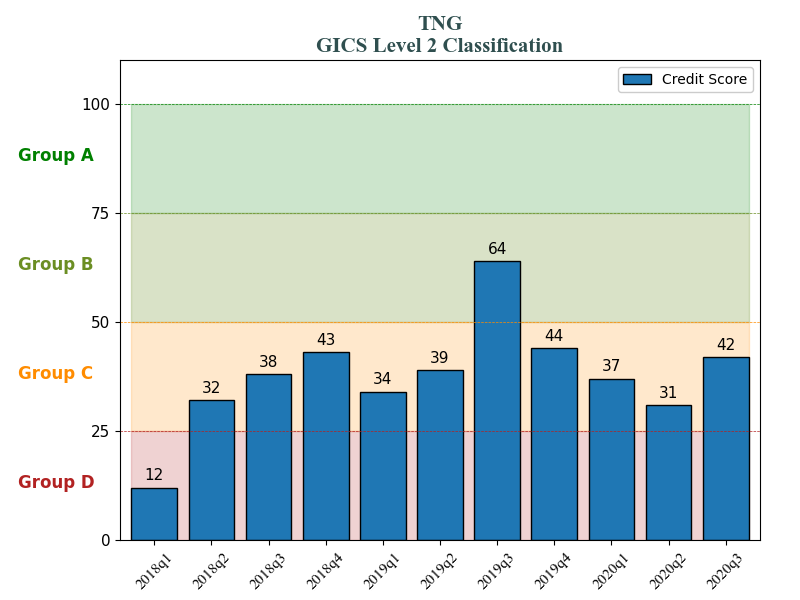 TNG
GICS Level 2 Classification
Credit Score
100
Group A
75
Group B
64
50
Group C
12
32
38
43
34
39
44
37
31
42
25
Group D
0
2018q1
2018q2
2018q3
2018q4
2019q1
2019q2
2019q3
2019q4
2020q1
2020q2
2020q3